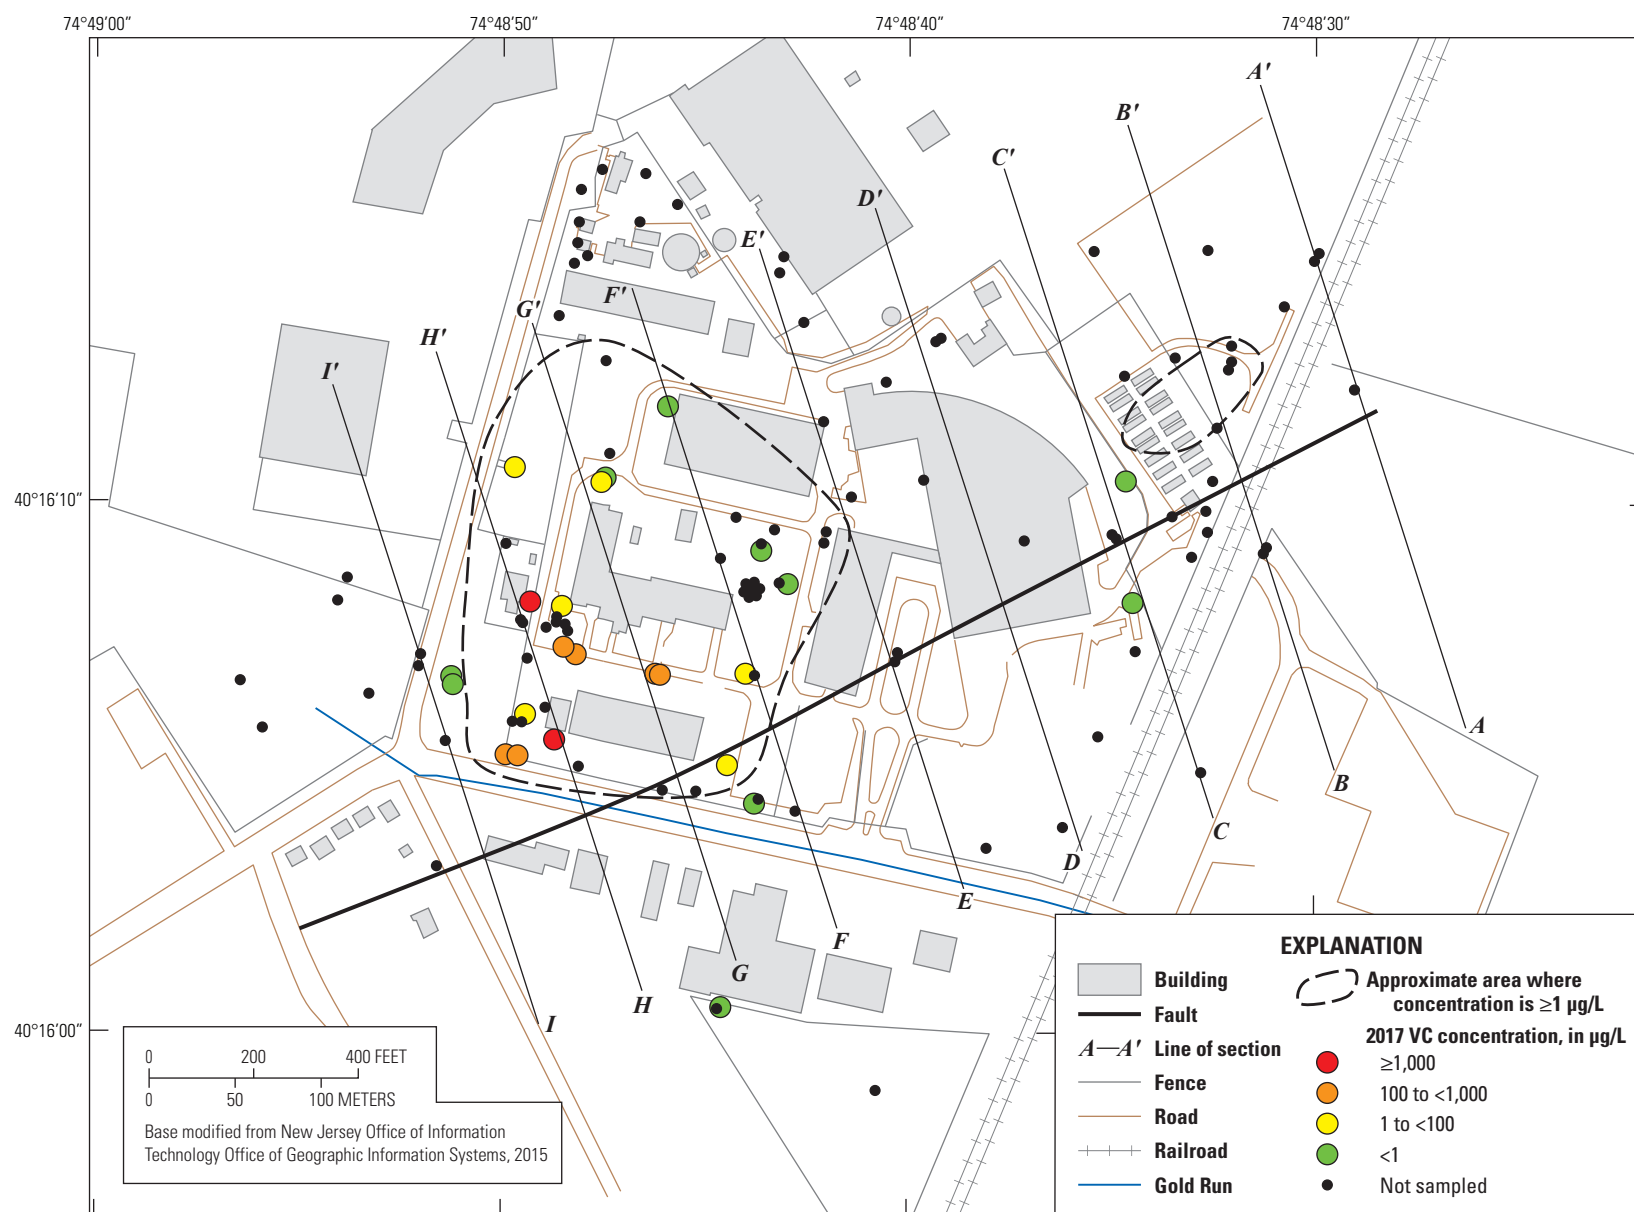 74°49′00″ 74°48′50″ 74°48′40″ 74°48′30″
A′
B′
C′
D′
E′
F′
G′
H′
I′
40°16′10″
A
B
C
D
E
F
G
H
I
40°16′00″
0 200 400 FEET
0 50 100 METERS
Base modified from New Jersey Office of Information
Technology Office of Geographic Information Systems, 2015
EXPLANATION
Building
Fault
A—A′ Line of section
Fence
Road
Railroad
Gold Run
Approximate area where
concentration is ≥1 µg/L
2017 VC concentration, in µg/L
≥1,000
100 to <1,000
1 to <100
<1
Not sampled